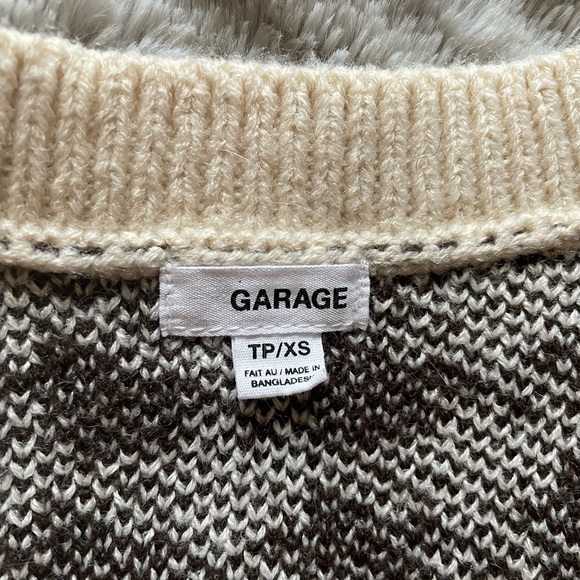 GARAGE
TP/XS
FAIT AU / MADE IN
BANGLADESH